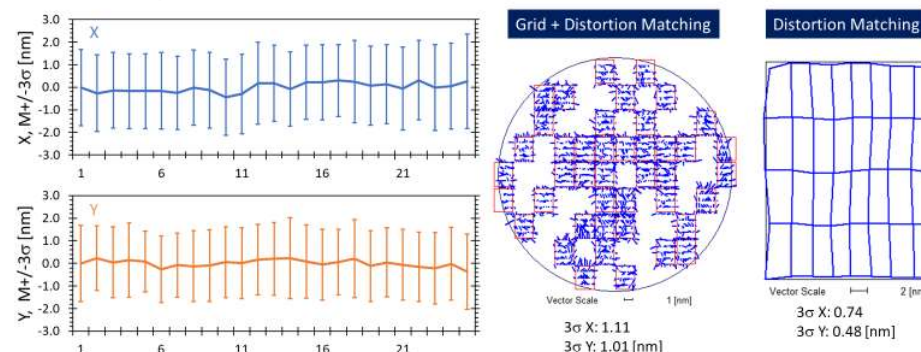 X, M+/-3σ [nm]
3.0
2.0
1.0
0.0
-1.0
-2.0
-3.0
X
1
6
11
16
21
Y, M+/-3σ [nm]
3.0
2.0
1.0
0.0
-1.0
-2.0
-3.0
Y
1
6
11
16
21
Grid + Distortion Matching
Vector Scale 1 [nm]
3σ X: 1.11
3σ Y: 1.01 [nm]
Distortion Matching
Vector Scale 2 [nm
3σ X: 0.74
3σ Y: 0.48 [nm]